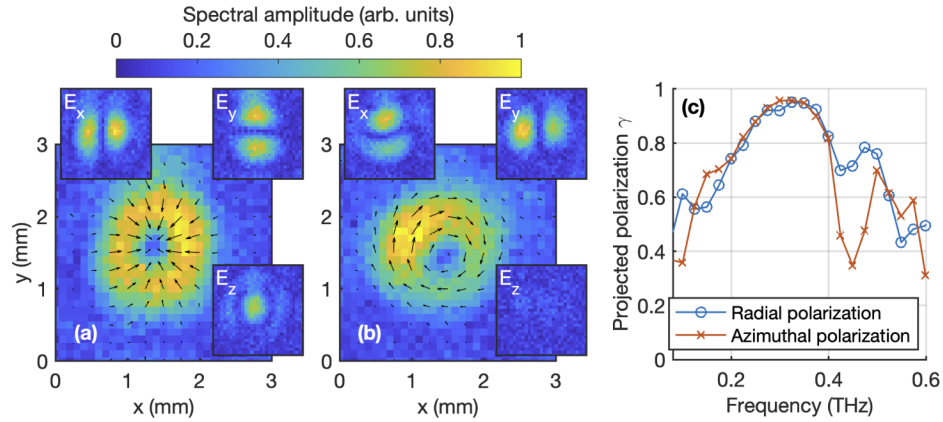 Spectral amplitude (arb. units)
0 0.2 0.4 0.6 0.8 1
Ex
Ey
Ez
3
2
1
0
y (mm)
(a)
0 1 2 3
x (mm)
Ex
Ey
Ez
3
2
1
0
(b)
0 1 2 3
x (mm)
(c)
1
0.8
0.6
0.4
0.2
0
Projected polarization γ
Radial polarization
Azimuthal polarization
0.2 0.4 0.6
Frequency (THz)